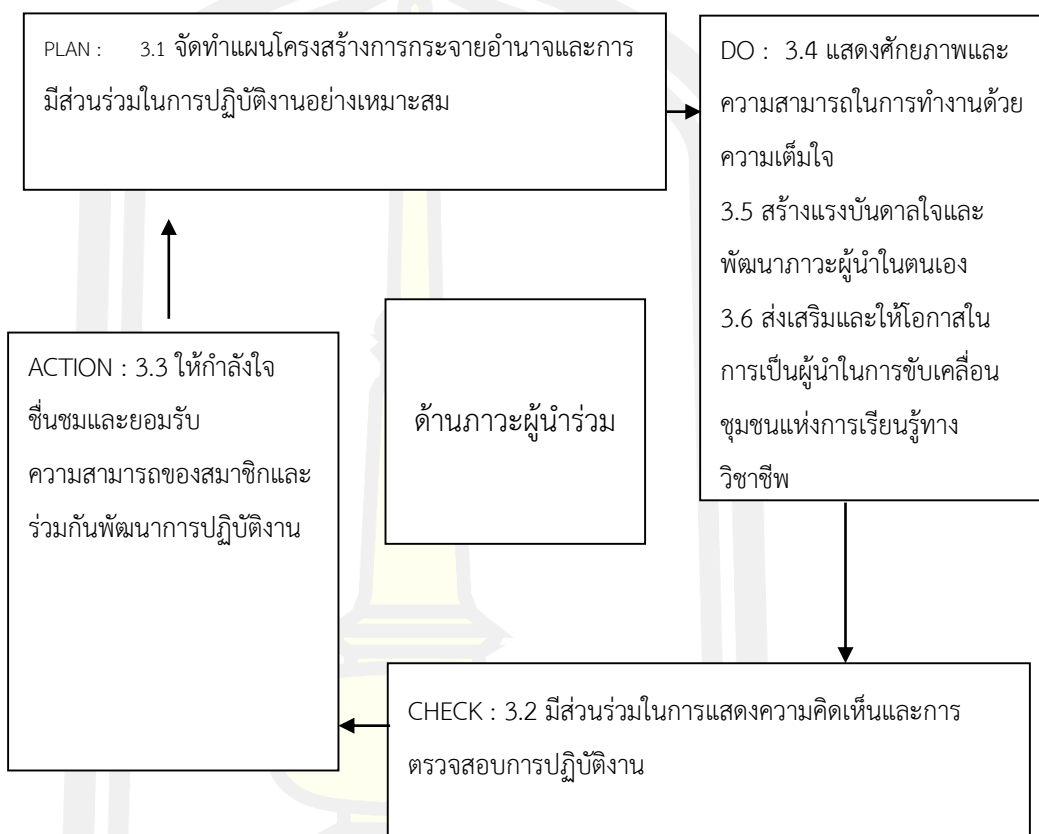 PLAN : 3.1 จัดทำแผนโครงสร้างการกระจายอำนาจและการ
มีส่วนร่วมในการปฏิบัติงานอย่างเหมาะสม
DO : 3.4 แสดงศักยภาพและ
ความสามารถในการทำงานด้วย
ความเต็มใจ
3.5 สร้างแรงบันดาลใจและ
พัฒนาภาวะผู้นำในตนเอง
3.6 ส่งเสริมและให้โอกาสใน
การเป็นผู้นำในการขับเคลื่อน
ชุมชนแห่งการเรียนรู้ทาง
วิชาชีพ
ด้านภาวะผู้นำร่วม
ACTION : 3.3 ให้กำลังใจ
ชื่นชมและยอมรับ
ความสามารถของสมาชิกและ
ร่วมกันพัฒนาการปฏิบัติงาน
CHECK : 3.2 มีส่วนร่วมในการแสดงความคิดเห็นและการ
ตรวจสอบการปฏิบัติงาน